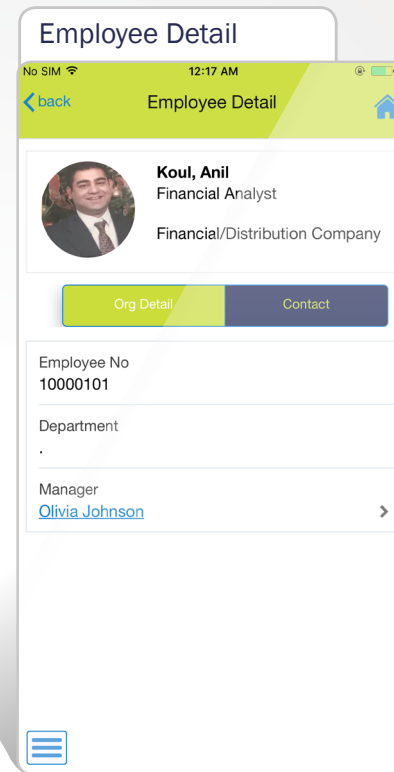 Employee Detail
No SIM 12:17 AM
back Employee Detail
Koul, Anil
Financial Analyst
Financial/Distribution Company
Org Detail Contact
Employee No
10000101
Department
.
Manager
Olivia Johnson